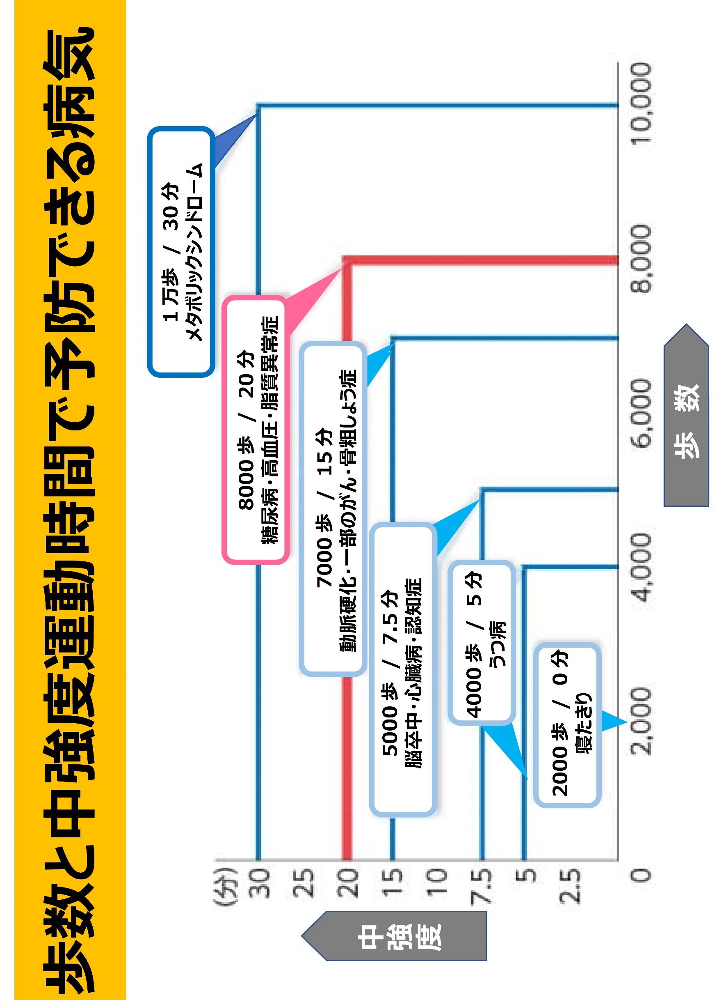 歩数と中強度運動時間で予防できる病気
1万歩 / 30分
メタボリックシンドローム
8000歩 / 20分
糖尿病・高血圧・脂質異常症
7000歩 / 15分
動脈硬化・一部のがん・骨粗しょう症
5000歩 / 7.5分
脳卒中・心臓病・認知症
4000歩 / 5分
うつ病
2000歩 / 0分
寝たきり
(分)
30
25
20
15
10
7.5
5
2.5
0
2,000
4,000
6,000
8,000
10,000
中
強
度
歩 数